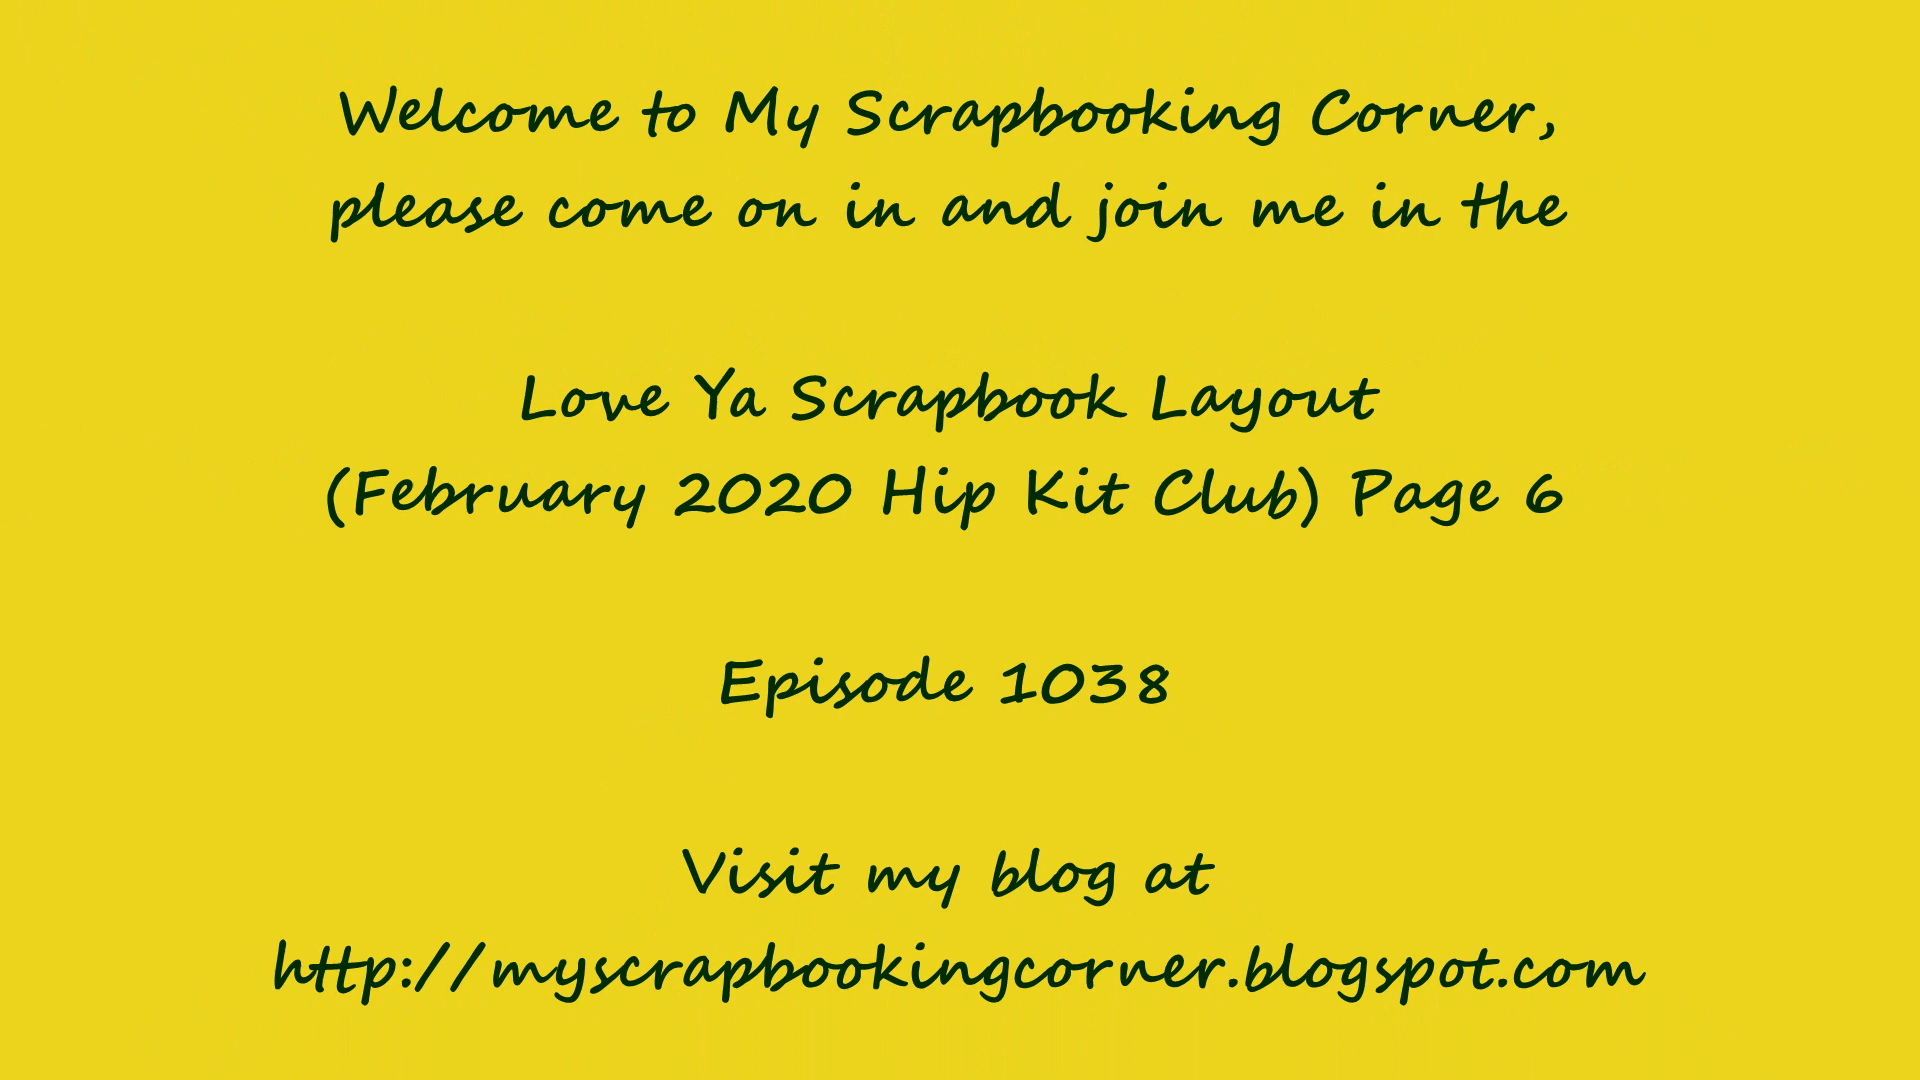 Welcome to My Scrapbooking Corner,
please come on in and join me in the
Love Ya Scrapbook Layout
(February 2020 Hip Kit Club) Page 6
Episode 1038
Visit my blog at
http://myscrapbookingcorner.blogspot.com